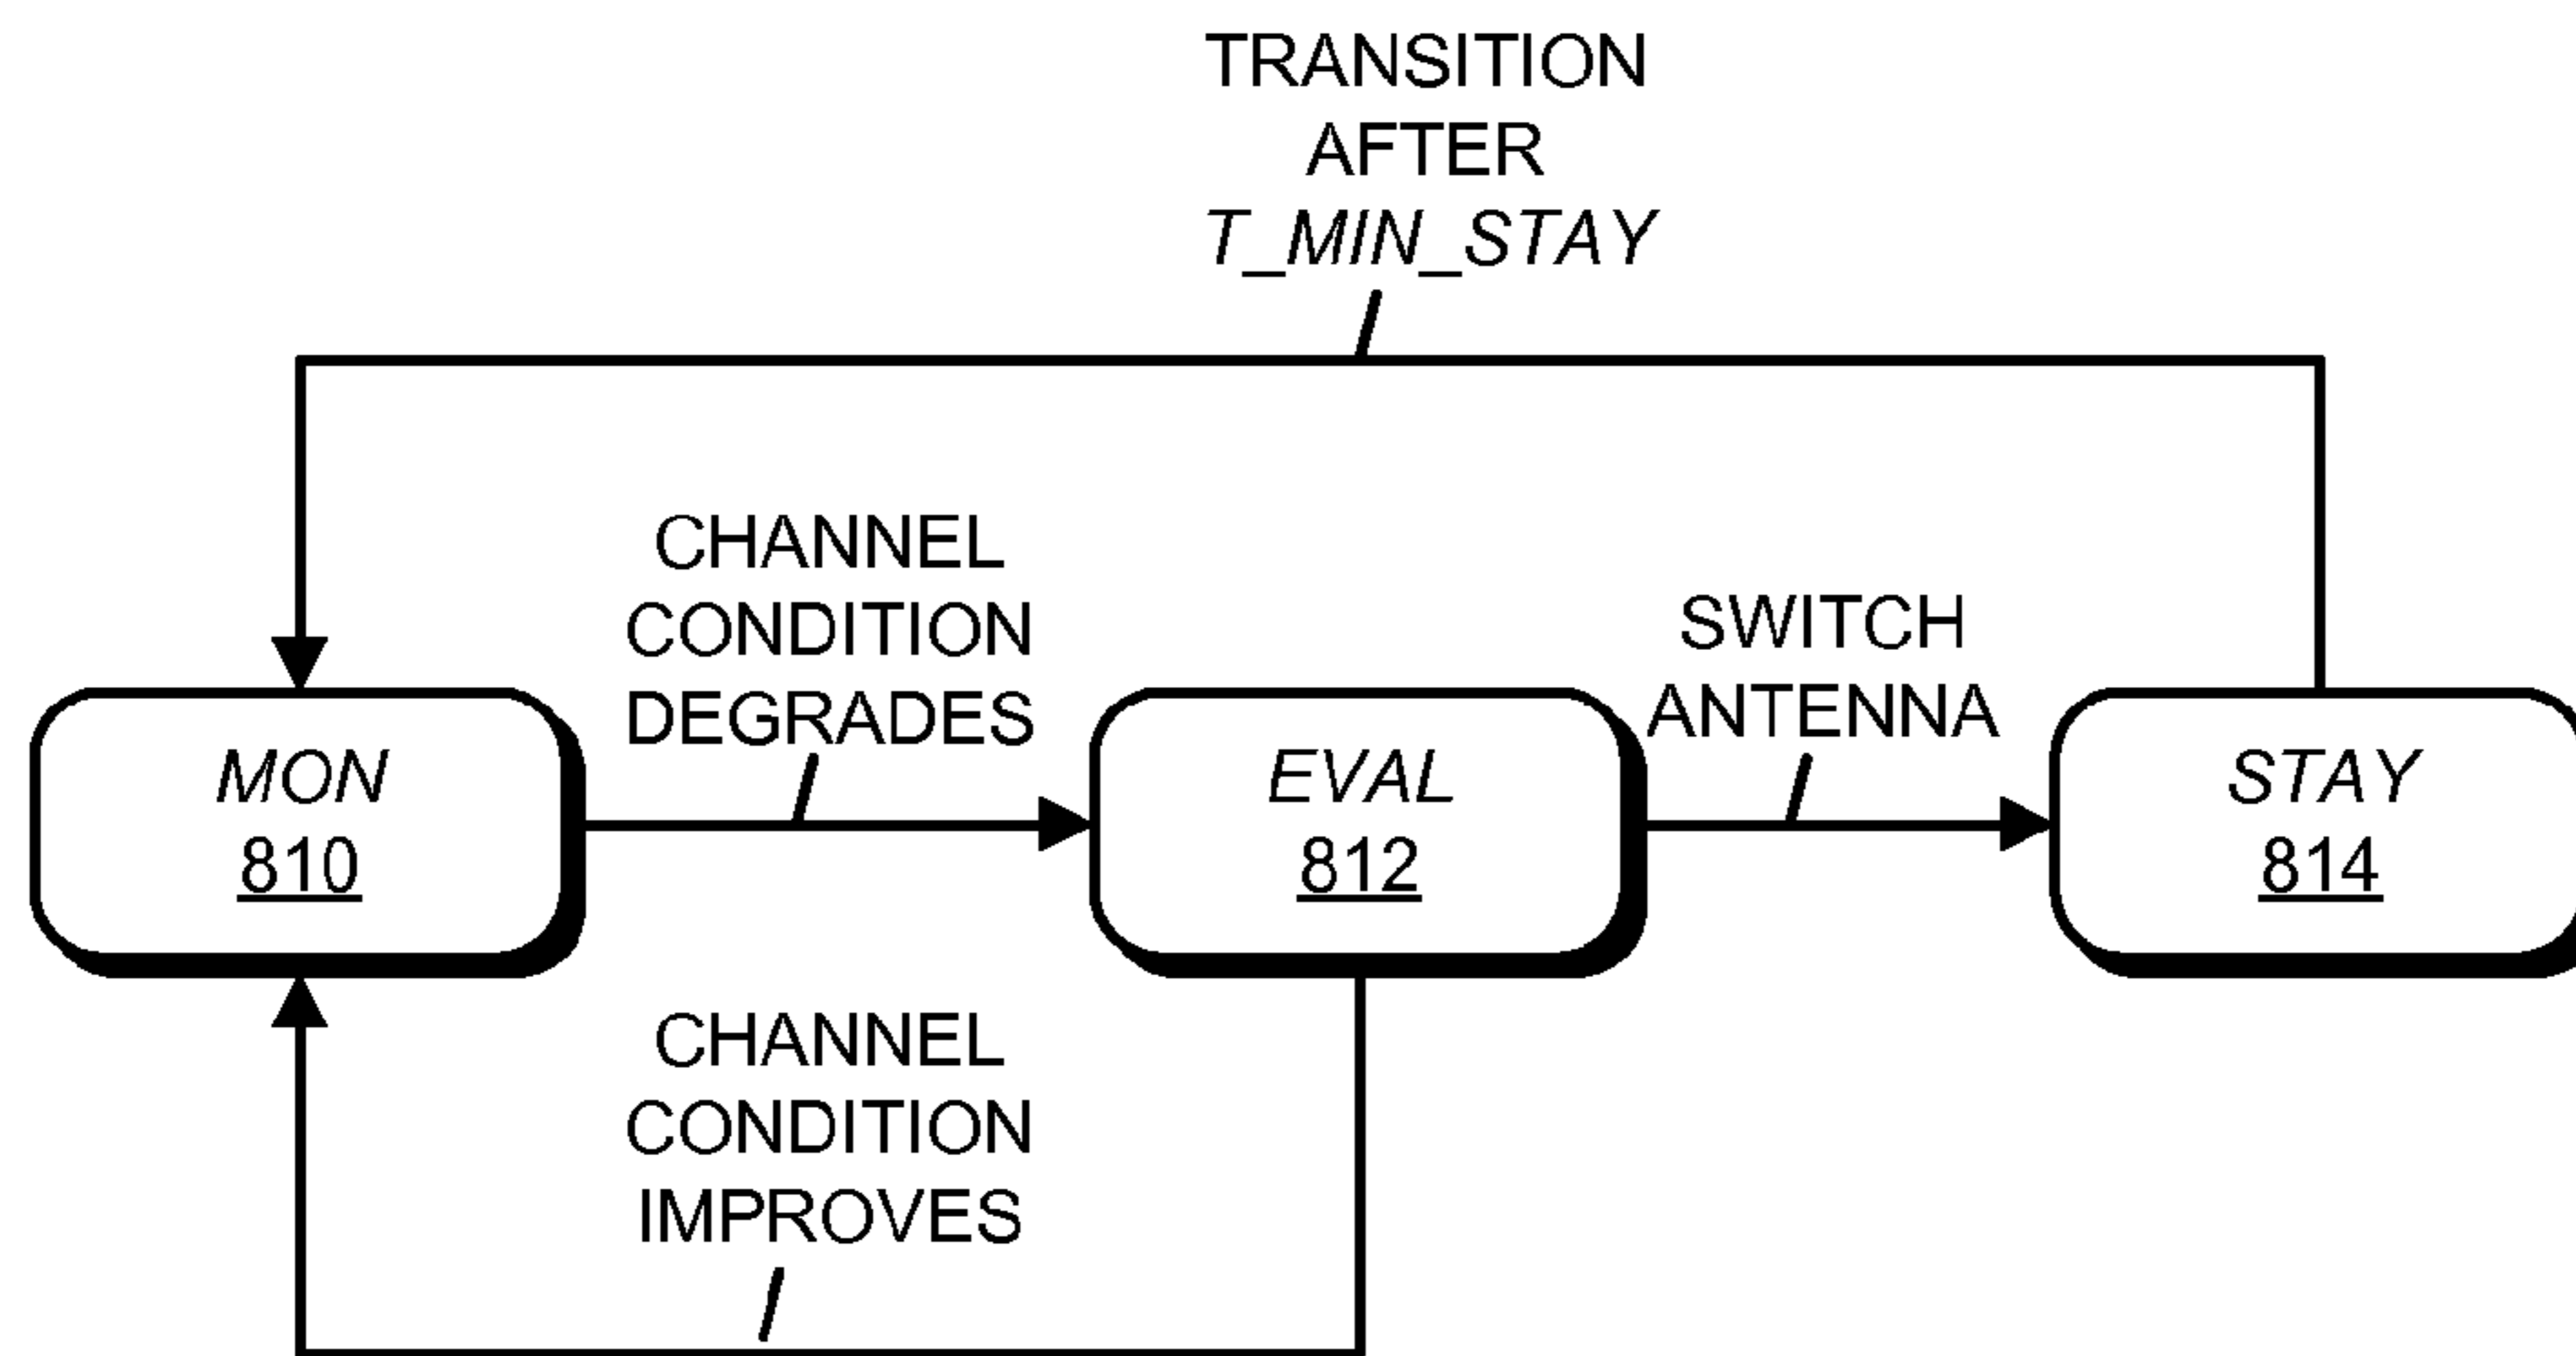 TRANSITION
AFTER
T_MIN_STAY
CHANNEL
CONDITION
DEGRADES
SWITCH
ANTENNA
MON
810
EVAL
812
STAY
814
CHANNEL
CONDITION
IMPROVES